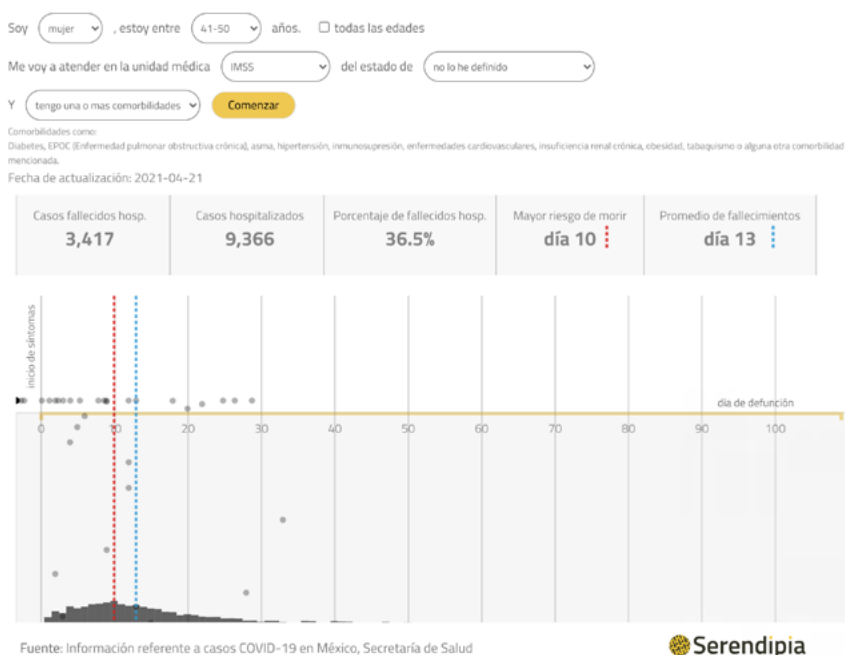 Soy mujer , estoy entre 41-50 años. todas las edades
Me voy a atender en la unidad médica IMSS del estado de no lo he definido
Y tengo una o mas comorbilidades Comenzar
Comorbilidades como:
Diabetes, EPOC (Enfermedad pulmonar obstructiva crónica), asma, hipertensión, inmunosupresión, enfermedades cardiovasculares, insuficiencia renal crónica, obesidad, tabaquismo o alguna otra comorbilidad
mencionada.
Fecha de actualización: 2021-04-21
Casos fallecidos hosp. Casos hospitalizados Porcentaje de fallecidos hosp. Mayor riesgo de morir Promedio de fallecimientos
3,417 9,366 36.5% día 10 día 13
inicio de síntomas
día de defunción
0 10 20 30 40 50 60 70 80 90 100
Fuente: Información referente a casos COVID-19 en México, Secretaría de Salud
Serendipia